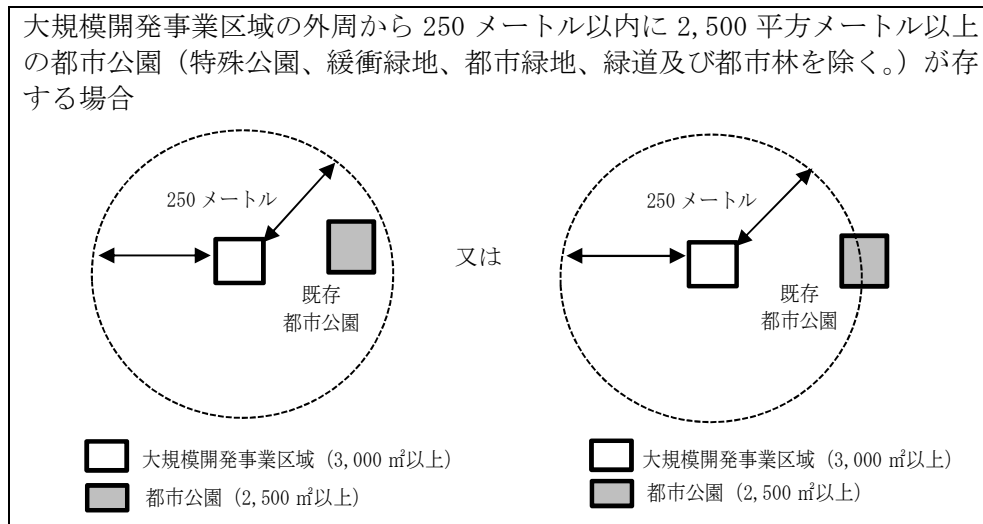 大規模開発事業区域の外周から 250 メートル以内に 2,500 平方メートル以上
の都市公園（特殊公園、緩衝緑地、都市緑地、緑道及び都市林を除く。）が存
する場合
250 メートル
既存
都市公園
大規模開発事業区域（3,000 ㎡以上）
都市公園（2,500 ㎡以上）
又は
250 メートル
既存
都市公園
大規模開発事業区域（3,000 ㎡以上）
都市公園（2,500 ㎡以上）